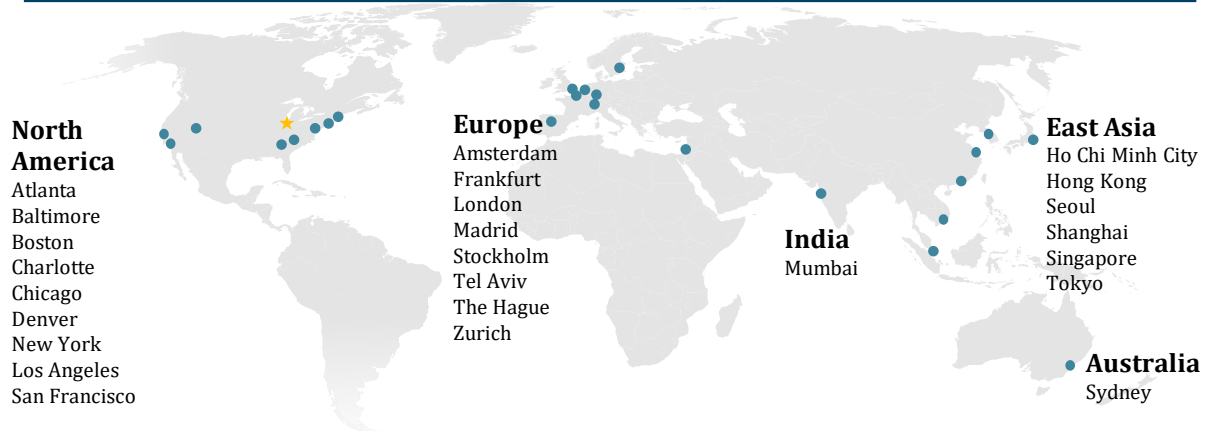 North
America
Atlanta
Baltimore
Boston
Charlotte
Chicago
Denver
New York
Los Angeles
San Francisco
Europe
Amsterdam
Frankfurt
London
Madrid
Stockholm
Tel Aviv
The Hague
Zurich
India
Mumbai
East Asia
Ho Chi Minh City
Hong Kong
Seoul
Shanghai
Singapore
Tokyo
Australia
Sydney